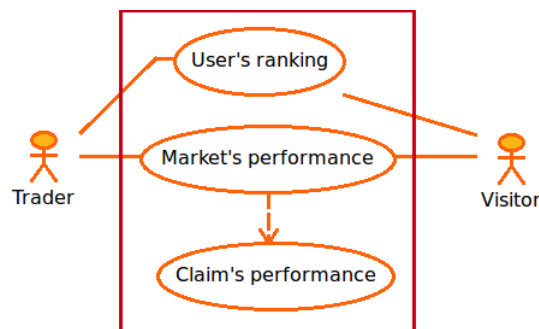 User's ranking
Market's performance
Trader
Visitor
Claim's performance